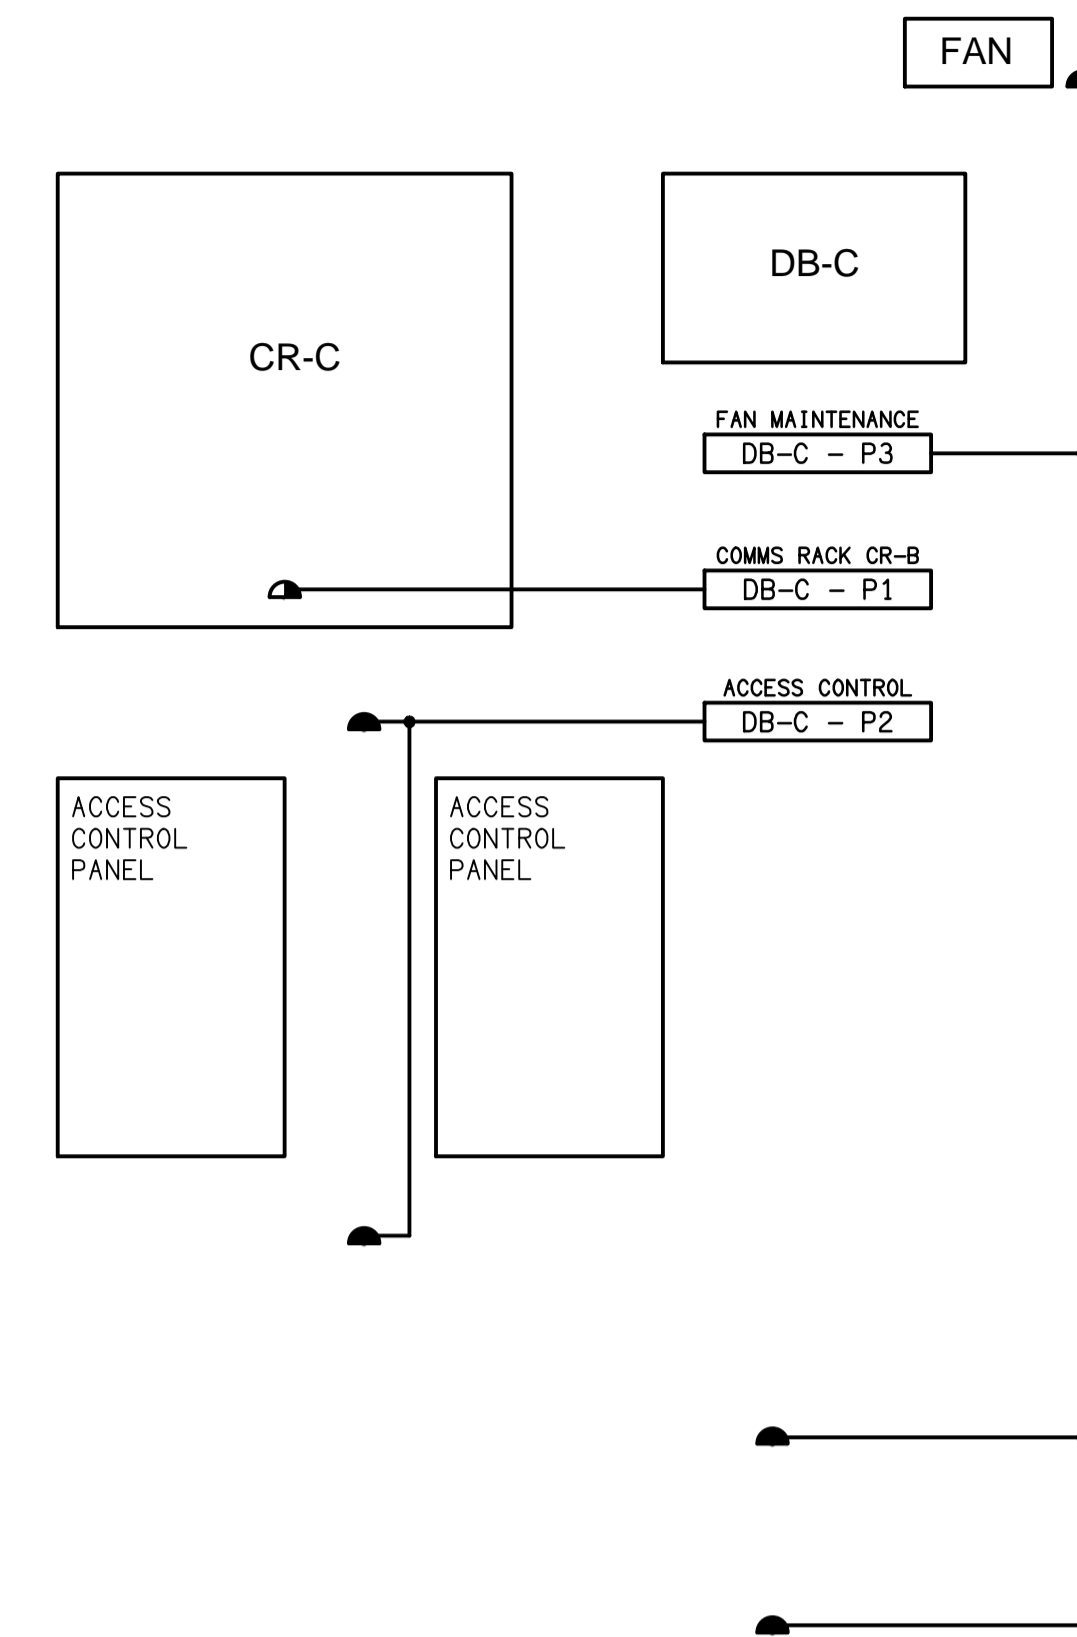 FAN
DB-C
CR-C
FAN MAINTENANCE
DB-C - P3
COMMS RACK CR-B
DB-C - P1
ACCESS CONTROL
DB-C - P2
ACCESS
CONTROL
PANEL
ACCESS
CONTROL
PANEL